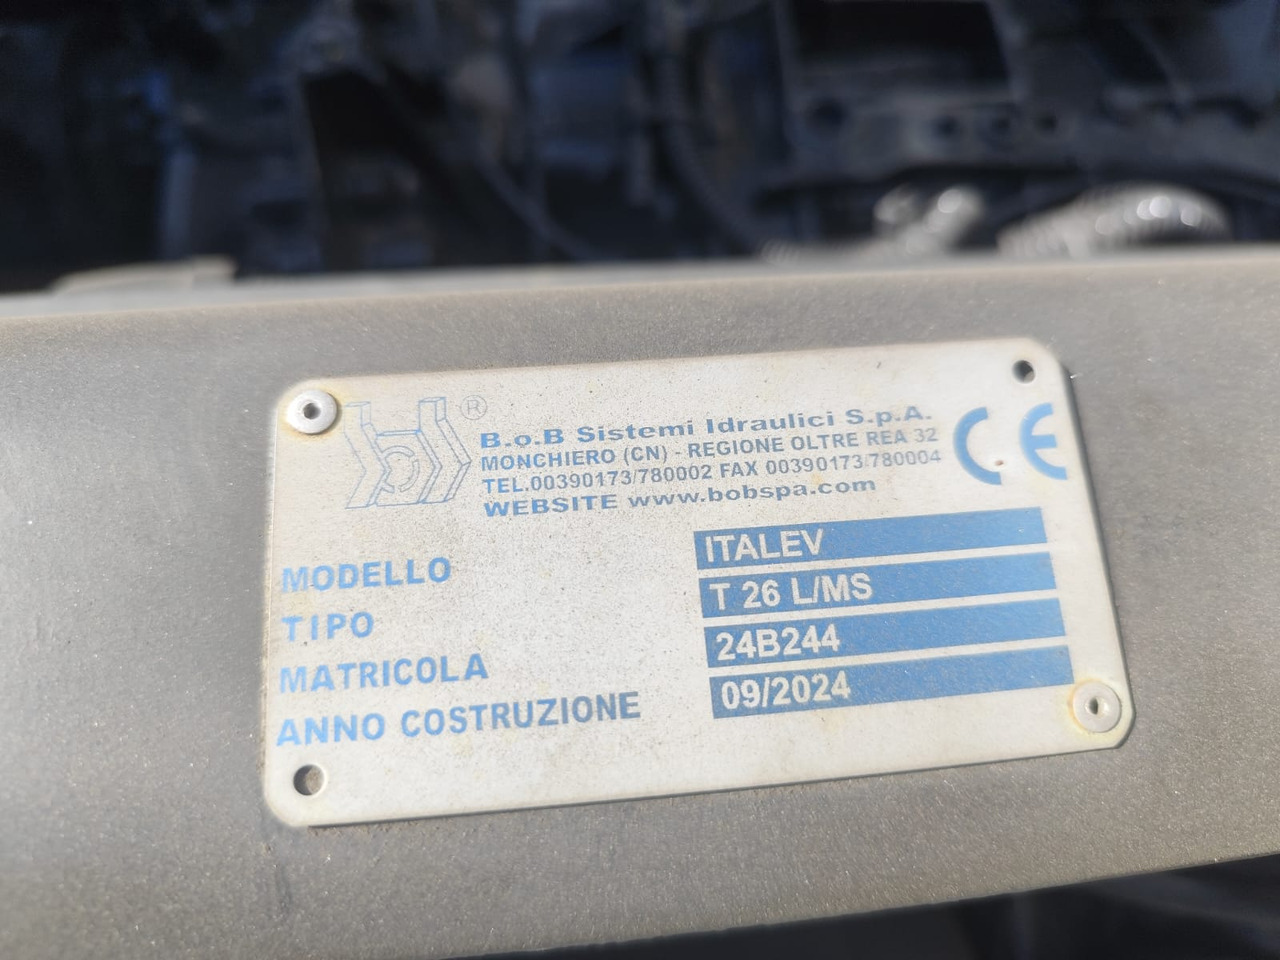 ®
B.o.B Sistemi Idraulici S.p.A.
MONCHIERO (CN) - REGIONE OLTRE REA 32
TEL.00390173/780002 FAX 00390173/780004
WEBSITE www.bobspa.com
CE
MODELLO ITALEV
TIPO T 26 L/MS
MATRICOLA 24B244
ANNO COSTRUZIONE 09/2024